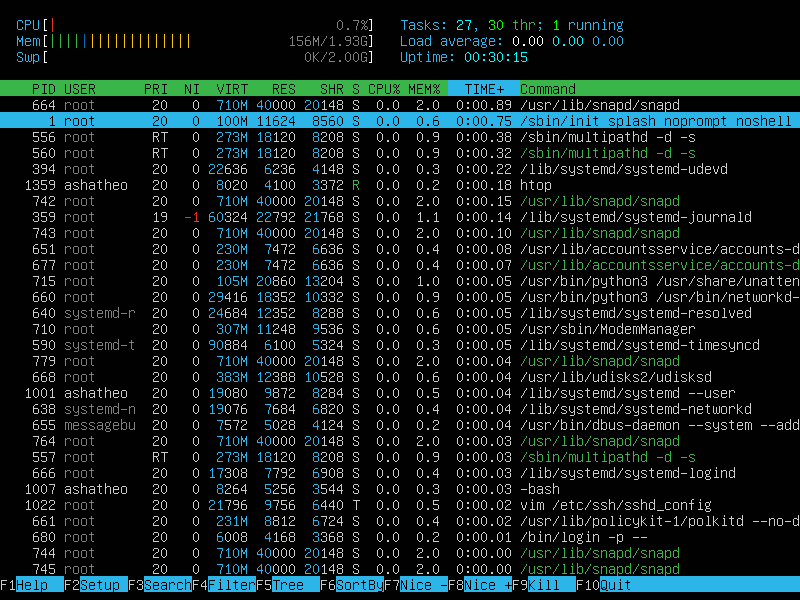 CPU[| 0.7%] Tasks: 27, 30 thr; 1 running
Mem[|||||||||||||||||| 156M/1.93G] Load average: 0.00 0.00 0.00
Swp[ 0K/2.00G] Uptime: 00:30:15
PID USER PRI NI VIRT RES SHR S CPU% MEM% TIME+ Command
664 root 20 0 710M 40000 20148 S 0.0 2.0 0:00.89 /usr/lib/snapd/snapd
1 root 20 0 100M 11624 8560 S 0.0 0.6 0:00.75 /sbin/init splash noprompt noshell
556 root RT 0 273M 18120 8208 S 0.0 0.9 0:00.38 /sbin/multipathd -d -s
560 root RT 0 273M 18120 8208 S 0.0 0.9 0:00.32 /sbin/multipathd -d -s
394 root 20 0 22636 6236 4148 S 0.0 0.3 0:00.22 /lib/systemd/systemd-udevd
1359 ashatheo 20 0 8020 4100 3372 R 0.0 0.2 0:00.18 htop
742 root 20 0 710M 40000 20148 S 0.0 2.0 0:00.15 /usr/lib/snapd/snapd
359 root 19 -1 60324 22792 21768 S 0.0 1.1 0:00.14 /lib/systemd/systemd-journald
743 root 20 0 710M 40000 20148 S 0.0 2.0 0:00.10 /usr/lib/snapd/snapd
651 root 20 0 230M 7472 6636 S 0.0 0.4 0:00.08 /usr/lib/accountsservice/accounts-d
677 root 20 0 230M 7472 6636 S 0.0 0.4 0:00.07 /usr/lib/accountsservice/accounts-d
715 root 20 0 105M 20860 13204 S 0.0 1.0 0:00.05 /usr/bin/python3 /usr/share/unatten
660 root 20 0 29416 18352 10332 S 0.0 0.9 0:00.05 /usr/bin/python3 /usr/bin/networkd-
640 systemd-r 20 0 24684 12352 8288 S 0.0 0.6 0:00.05 /lib/systemd/systemd-resolved
710 root 20 0 307M 11248 9536 S 0.0 0.6 0:00.05 /usr/sbin/ModemManager
590 systemd-t 20 0 90884 6100 5324 S 0.0 0.3 0:00.05 /lib/systemd/systemd-timesyncd
779 root 20 0 710M 40000 20148 S 0.0 2.0 0:00.04 /usr/lib/snapd/snapd
668 root 20 0 383M 12388 10528 S 0.0 0.6 0:00.04 /usr/lib/udisks2/udisksd
1001 ashatheo 20 0 19080 9872 8284 S 0.0 0.5 0:00.04 /lib/systemd/systemd --user
638 systemd-n 20 0 19076 7684 6820 S 0.0 0.4 0:00.04 /lib/systemd/systemd-networkd
655 messagebu 20 0 7572 5028 4124 S 0.0 0.2 0:00.04 /usr/bin/dbus-daemon --system --add
764 root 20 0 710M 40000 20148 S 0.0 2.0 0:00.03 /usr/lib/snapd/snapd
557 root RT 0 273M 18120 8208 S 0.0 0.9 0:00.03 /sbin/multipathd -d -s
666 root 20 0 17308 7792 6908 S 0.0 0.4 0:00.03 /lib/systemd/systemd-logind
1007 ashatheo 20 0 8264 5256 3544 S 0.0 0.3 0:00.03 -bash
1022 root 20 0 21796 9756 6440 T 0.0 0.5 0:00.02 vim /etc/ssh/sshd_config
661 root 20 0 231M 8812 6724 S 0.0 0.4 0:00.02 /usr/lib/policykit-1/polkitd --no-d
680 root 20 0 6008 4168 3368 S 0.0 0.2 0:00.01 /bin/login -p --
744 root 20 0 710M 40000 20148 S 0.0 2.0 0:00.00 /usr/lib/snapd/snapd
745 root 20 0 710M 40000 20148 S 0.0 2.0 0:00.00 /usr/lib/snapd/snapd
F1Help F2Setup F3SearchF4FilterF5Tree F6SortByF7Nice -F8Nice +F9Kill F10Quit